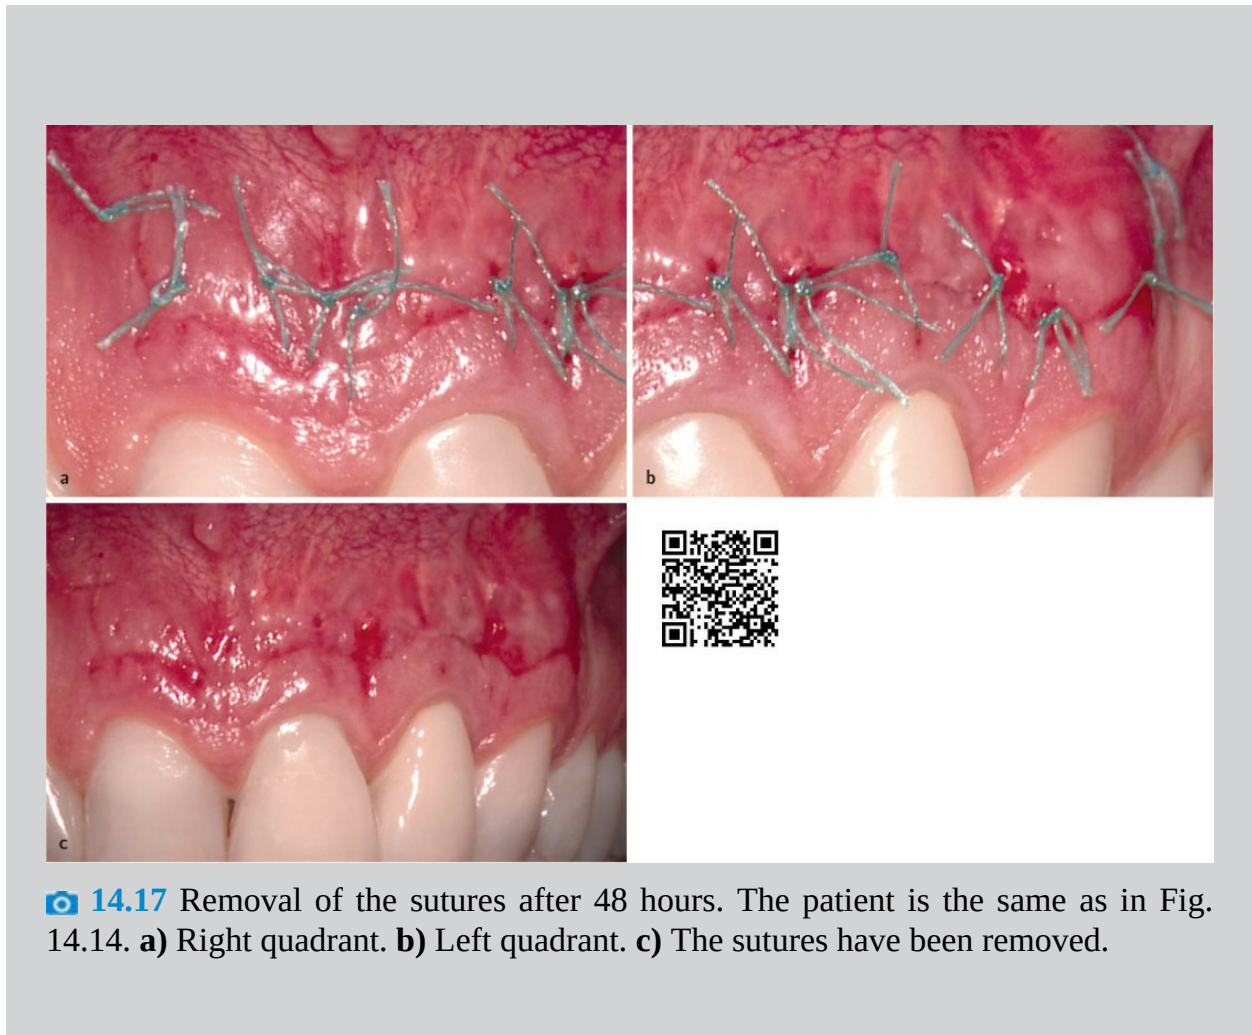 a
b
c
14.17 Removal of the sutures after 48 hours. The patient is the same as in Fig.
14.14. a) Right quadrant. b) Left quadrant. c) The sutures have been removed.